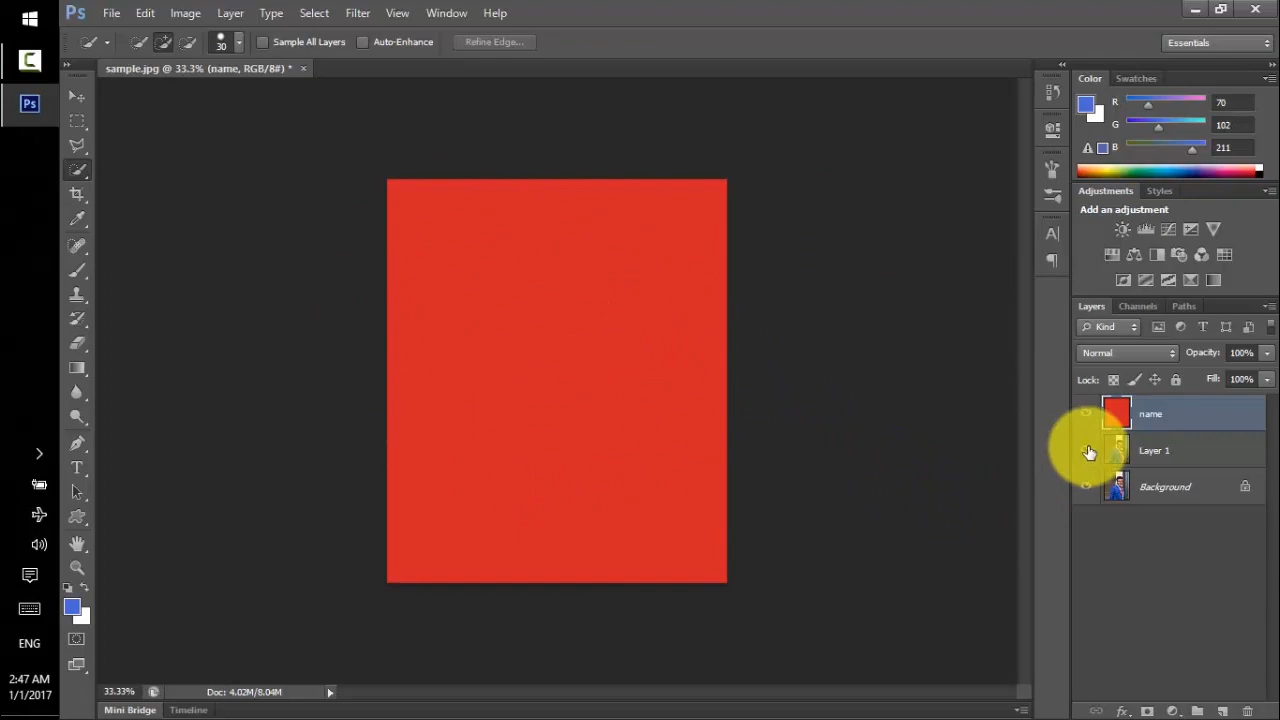 Ps File Edit Image Layer Type Select Filter View Window Help
30 Sample All Layers Auto-Enhance Refine Edge... Essentials
sample.jpg @ 33.3% (name, RGB/8#) * ×
Color Swatches
R 70
G 102
B 211
Adjustments Styles
Add an adjustment
Layers Channels Paths
Kind
Normal Opacity: 100%
Lock: Fill: 100%
name
Layer 1
Background
Ps
ENG
2:47 AM
1/1/2017
33.33% Doc: 4.02M/8.04M
Mini Bridge Timeline